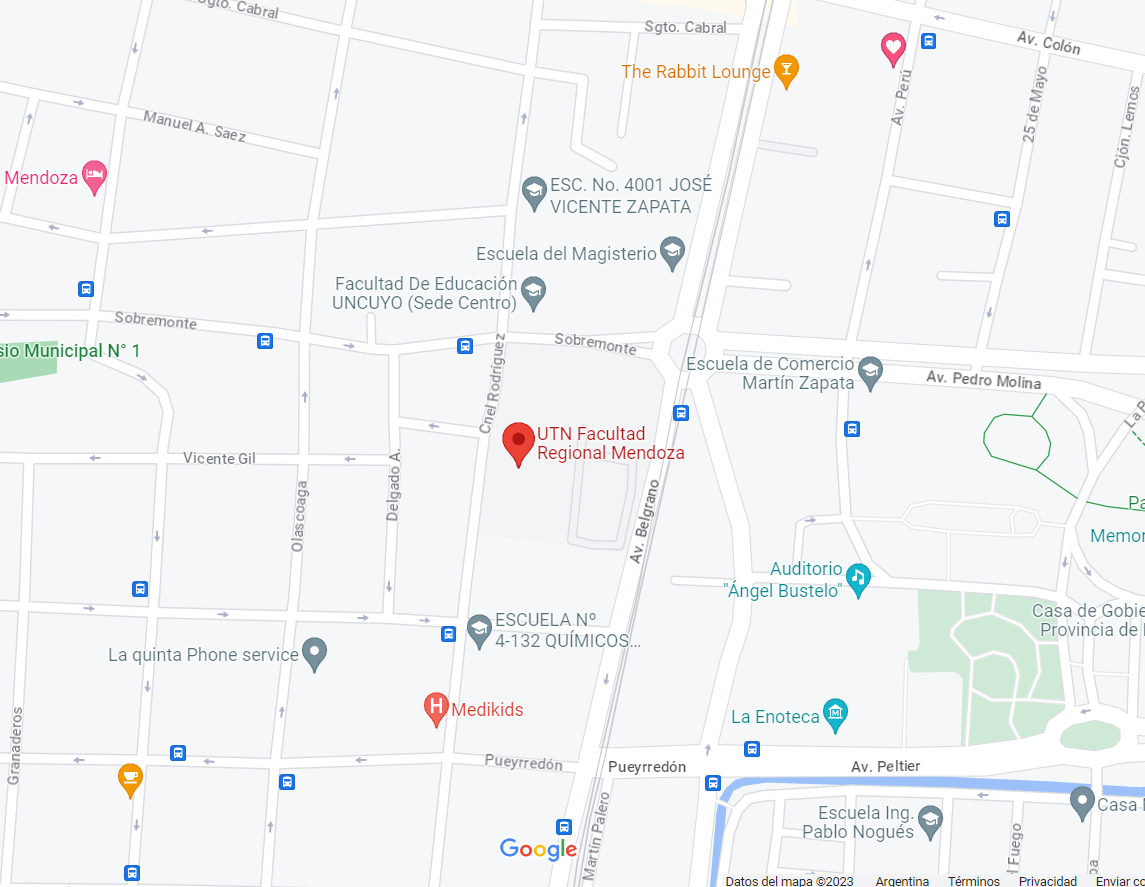 Sgto. Cabral
Sgto. Cabral
Av. Colón
The Rabbit Lounge
Av. Perú
25 de Mayo
Cjón. Lemos
Manuel A. Saez
Mendoza
ESC. No. 4001 JOSÉ
VICENTE ZAPATA
Escuela del Magisterio
Facultad De Educación
UNCUYO (Sede Centro)
Sobremonte
Sobremonte
sio Municipal N° 1
Cnel Rodríguez
Escuela de Comercio
Martín Zapata
Av. Pedro Molina
La P
UTN Facultad
Regional Mendoza
Vicente Gil
Delgado A.
Olascoaga
Av. Belgrano
Pa
Memor
Auditorio
"Ángel Bustelo"
Casa de Gobie
Provincia de
ESCUELA Nº
4-132 QUÍMICOS...
La quinta Phone service
H
Medikids
La Enoteca
Granaderos
Pueyrredón
Pueyrredón
Av. Peltier
Martín Palero
Escuela Ing.
Pablo Nogués
Casa
d Fuego
ba
Google
Datos del mapa ©2023 Argentina Términos Privacidad Enviar co